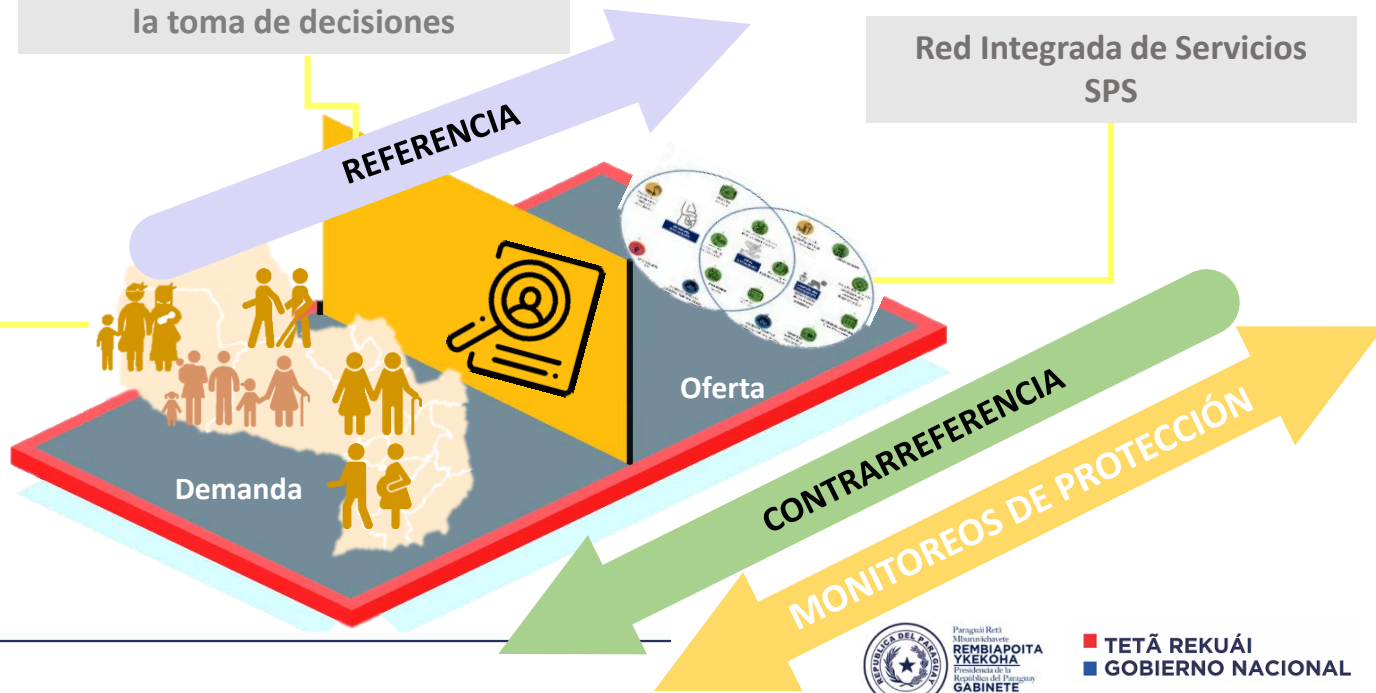 la toma de decisiones
Red Integrada de Servicios
SPS
REFERENCIA
Oferta
Demanda
CONTRARREFERENCIA
MONITOREOS DE PROTECCIÓN
REPUBLICA DEL PARAGUAY
Paraguái Retã
Mburuvichavete
REMBIAPOITA
YKEKOHA
Presidencia de la
República del Paraguay
GABINETE
TETÃ REKUÁI
GOBIERNO NACIONAL